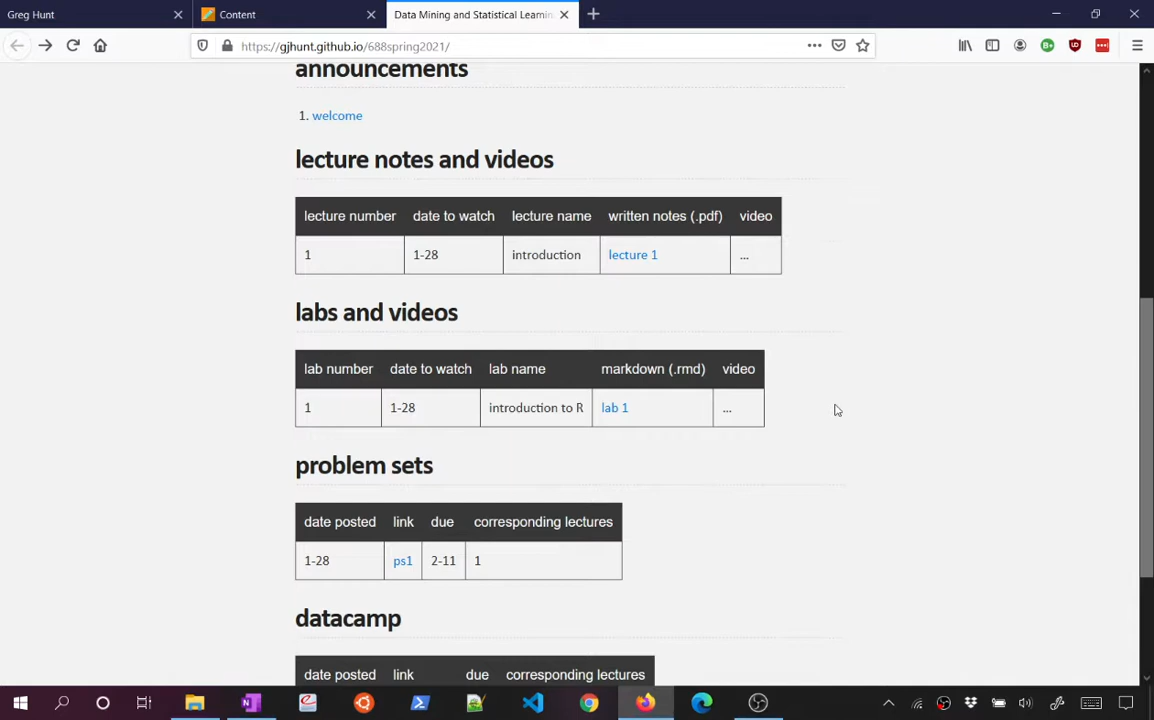 Greg Hunt
Content
Data Mining and Statistical Learnin
https://gjhunt.github.io/688spring2021/
announcements
1. welcome
lecture notes and videos
lecture number date to watch lecture name written notes (.pdf) video
1 1-28 introduction lecture 1 ...
labs and videos
lab number date to watch lab name markdown (.rmd) video
1 1-28 introduction to R lab 1 ...
problem sets
date posted link due corresponding lectures
1-28 ps1 2-11 1
datacamp
date posted link due corresponding lectures